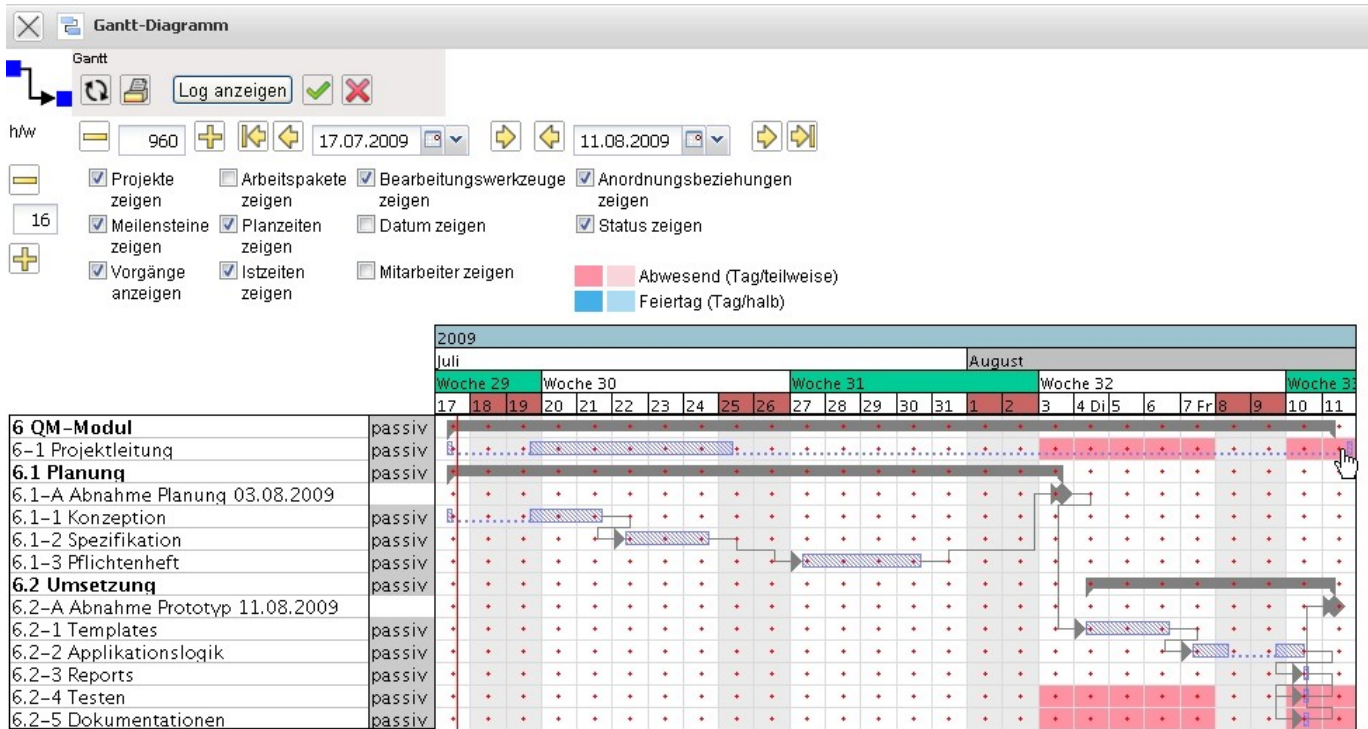 Gantt-Diagramm
Gantt
Log anzeigen
h/w
960
17.07.2009
11.08.2009
16
Projekte zeigen
Arbeitspakete zeigen
Bearbeitungswerkzeuge zeigen
Anordnungsbeziehungen zeigen
Meilensteine zeigen
Planzeiten zeigen
Datum zeigen
Status zeigen
Vorgänge anzeigen
Istzeiten zeigen
Mitarbeiter zeigen
Abwesend (Tag/teilweise)
Feiertag (Tag/halb)
2009
Juli August
Woche 29 Woche 30 Woche 31 Woche 32 Woche 33
17 18 19 20 21 22 23 24 25 26 27 28 29 30 31 1 2 3 4 Di 5 6 7 Fr 8 9 10 11
6 QM-Modul passiv
6-1 Projektleitung passiv
6.1 Planung passiv
6.1-A Abnahme Planung 03.08.2009
6.1-1 Konzeption passiv
6.1-2 Spezifikation passiv
6.1-3 Pflichtenheft passiv
6.2 Umsetzung passiv
6.2-A Abnahme Prototyp 11.08.2009
6.2-1 Templates passiv
6.2-2 Applikationslogik passiv
6.2-3 Reports passiv
6.2-4 Testen passiv
6.2-5 Dokumentationen passiv